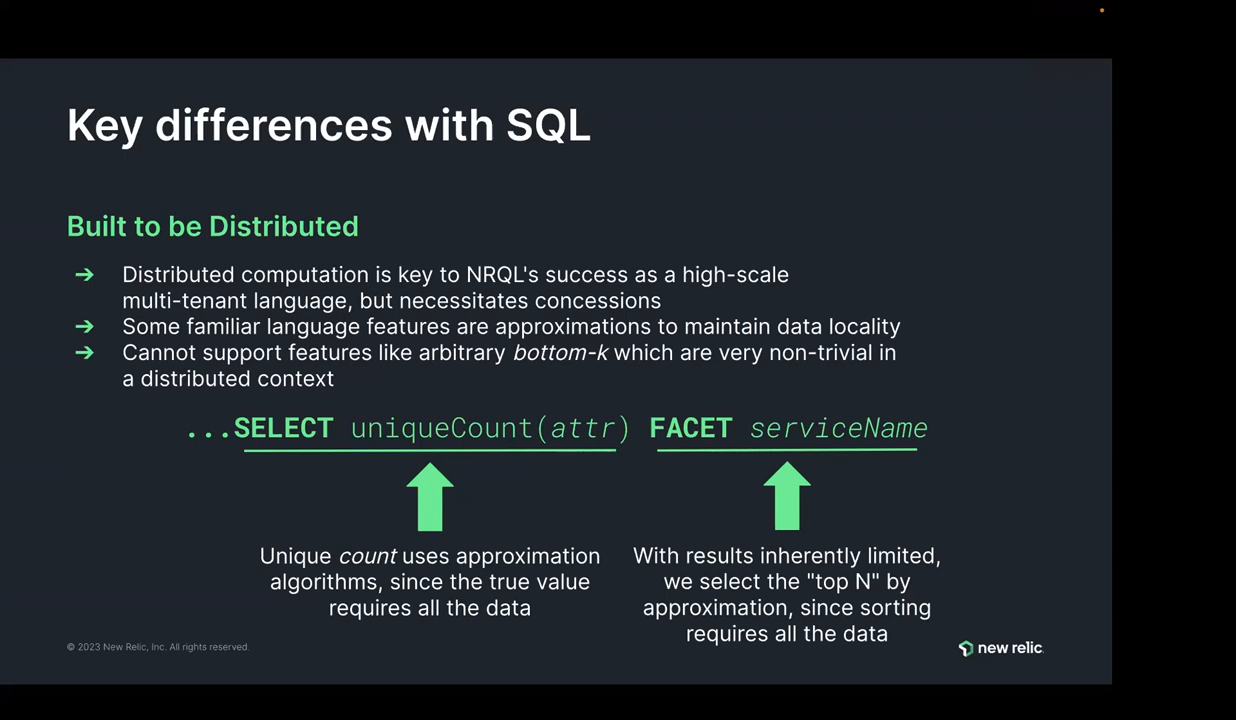 Key differences with SQL
Built to be Distributed
➔ Distributed computation is key to NRQL's success as a high-scale
multi-tenant language, but necessitates concessions
➔ Some familiar language features are approximations to maintain data locality
➔ Cannot support features like arbitrary bottom-k which are very non-trivial in
a distributed context
...SELECT uniqueCount(attr) FACET serviceName
Unique count uses approximation
algorithms, since the true value
requires all the data
With results inherently limited,
we select the "top N" by
approximation, since sorting
requires all the data
© 2023 New Relic, Inc. All rights reserved.
new relic.